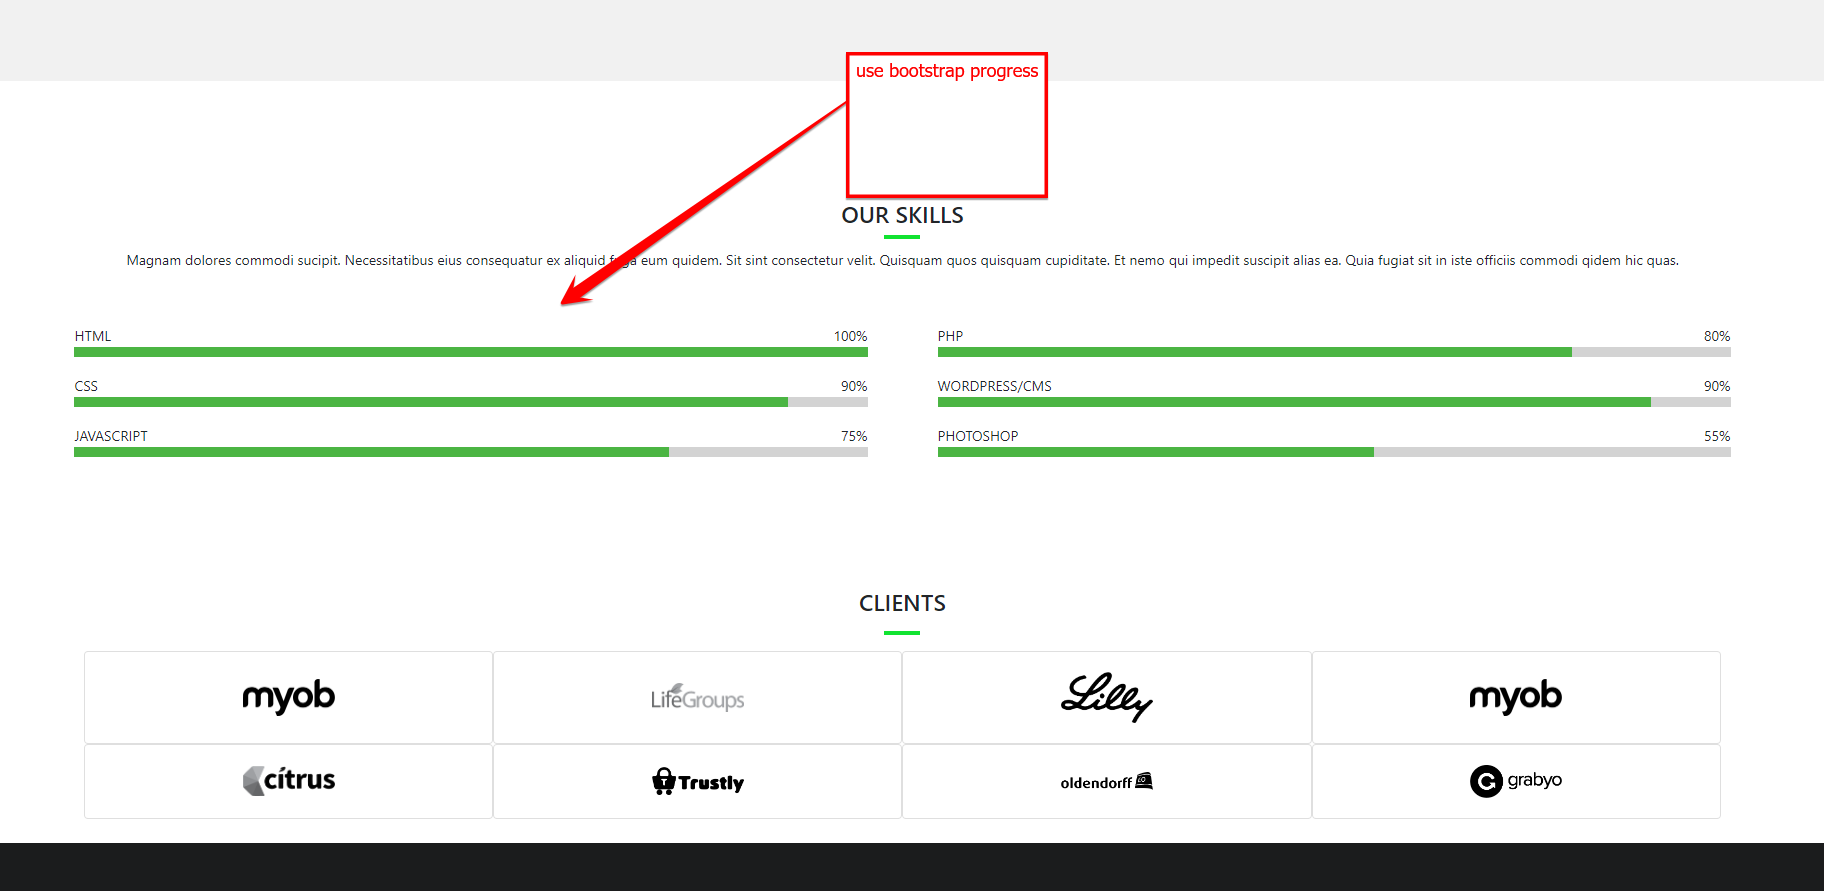 use bootstrap progress
OUR SKILLS
Magnam dolores commodi sucipit. Necessitatibus eius consequatur ex aliquid fuga eum quidem. Sit sint consectetur velit. Quisquam quos quisquam cupiditate. Et nemo qui impedit suscipit alias ea. Quia fugiat sit in iste officiis commodi qidem hic quas.
HTML 100% PHP 80%
CSS 90% WORDPRESS/CMS 90%
JAVASCRIPT 75% PHOTOSHOP 55%
CLIENTS
myob LifeGroups Lilly myob
citrus Trustly oldendorff grabyo